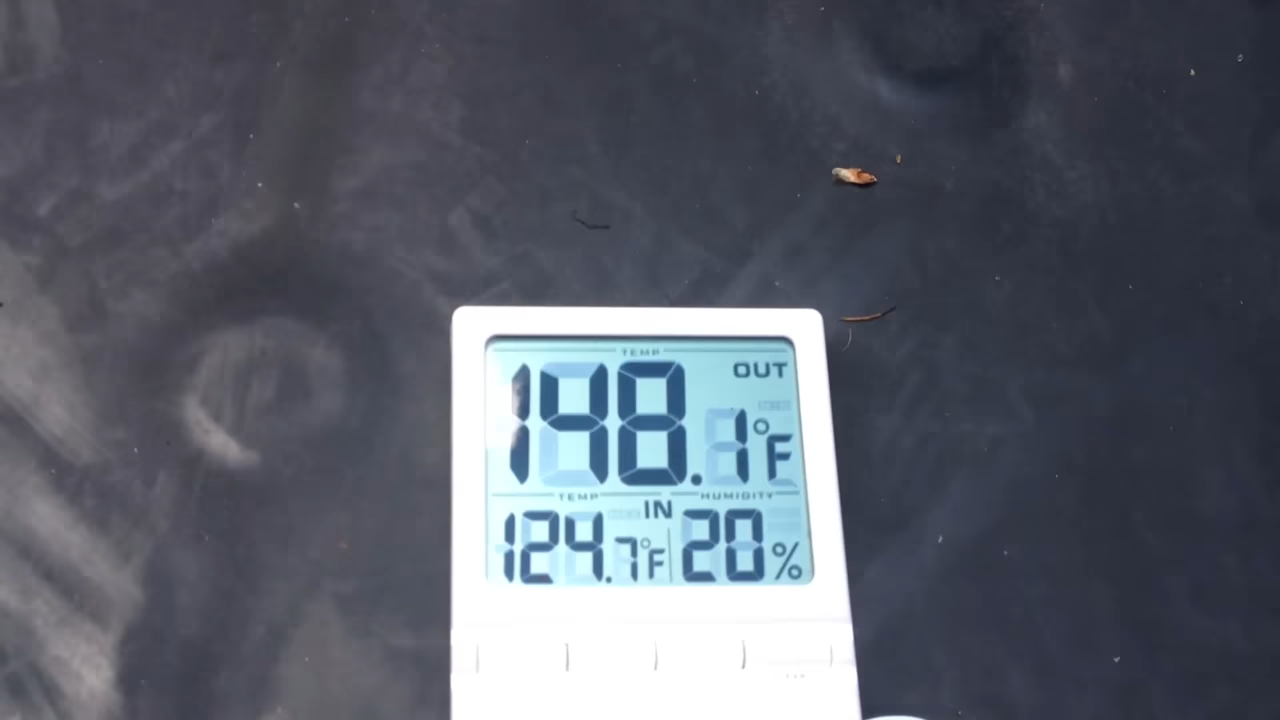 TEMP
OUT
148.1°F
TEMP IN HUMIDITY
124.7°F 20%